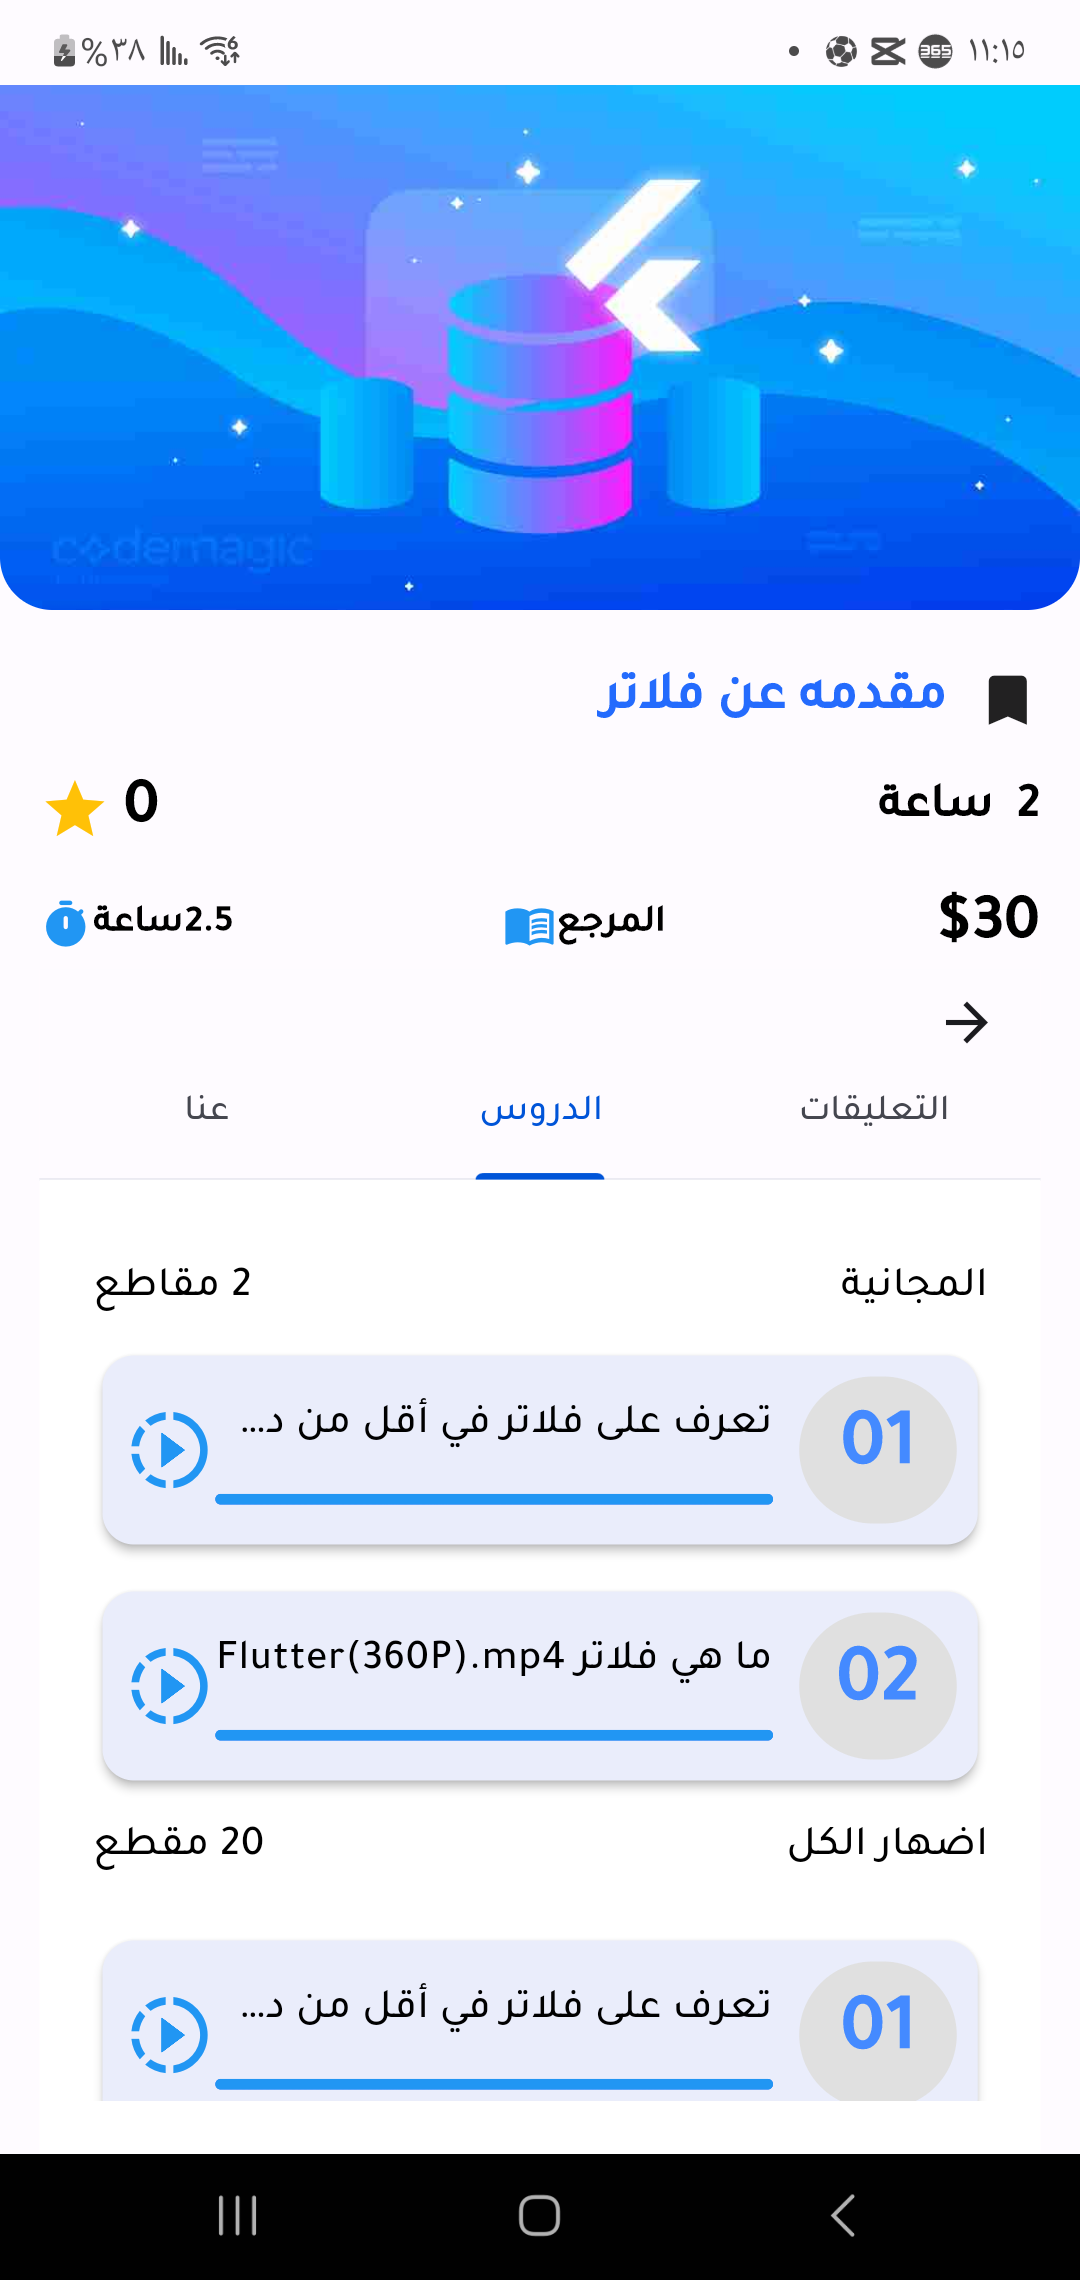 ١١:١٥ %٣٨
codemagic
مقدمه عن فلاتر
2 ساعة 0
$30 المرجع 2.5ساعة
التعليقات الدروس عنا
المجانية 2 مقاطع
01 تعرف على فلاتر في أقل من د...
02 ما هي فلاتر Flutter(360P).mp4
اضهار الكل 20 مقطع
01 تعرف على فلاتر في أقل من د...